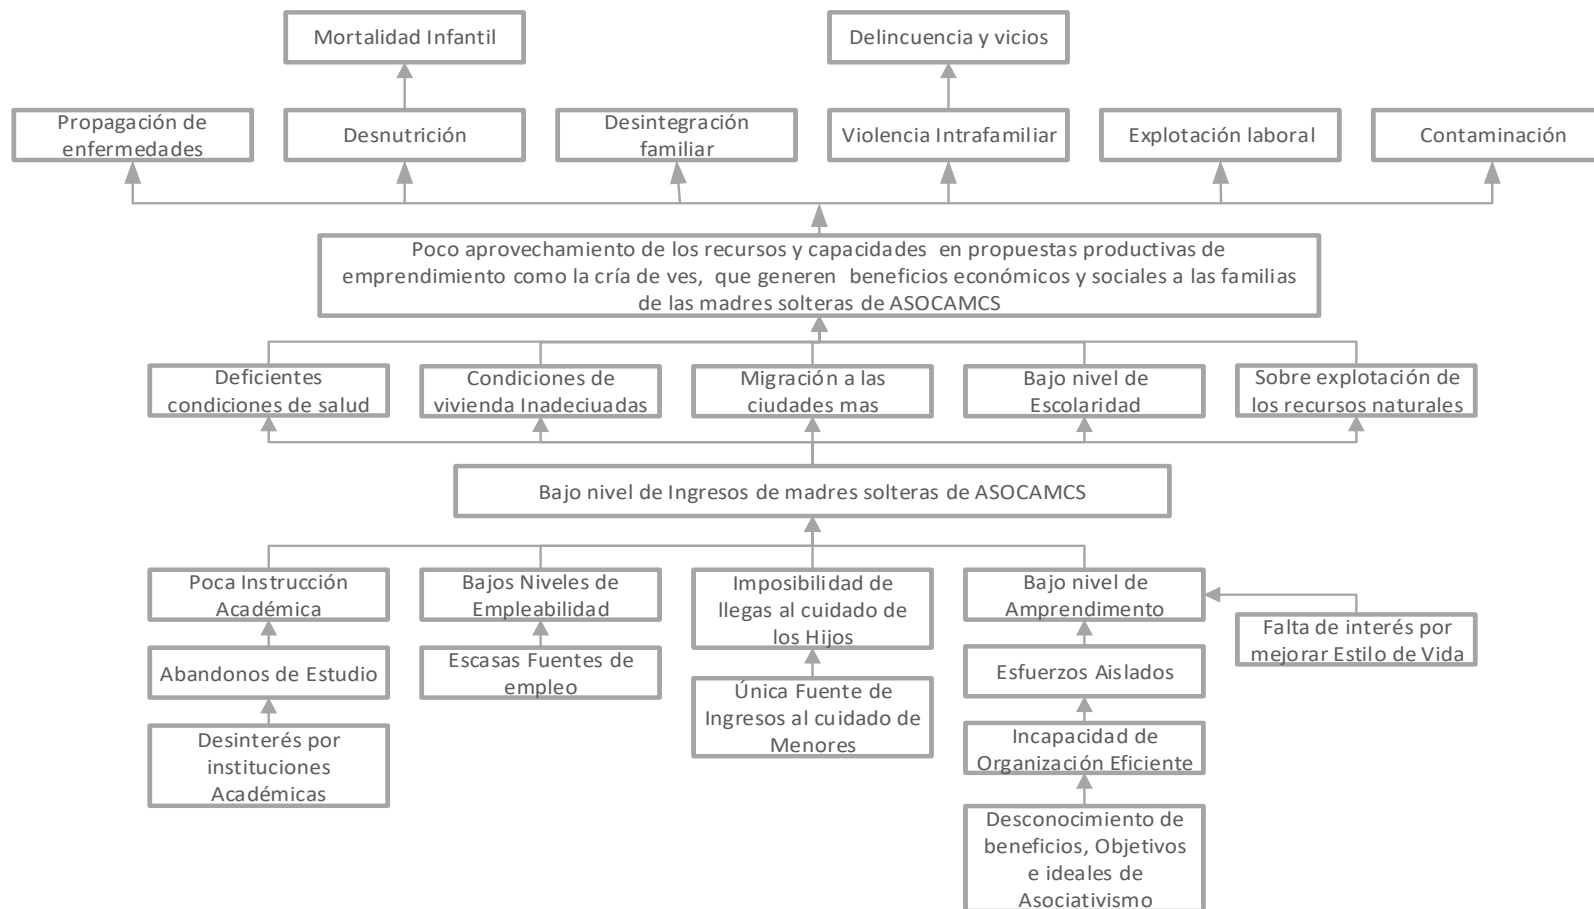 Mortalidad Infantil
Delincuencia y vicios
Propagación de
enfermedades
Desnutrición
Desintegración
familiar
Violencia Intrafamiliar
Explotación laboral
Contaminación
Poco aprovechamiento de los recursos y capacidades en propuestas productivas de
emprendimiento como la cría de ves, que generen beneficios económicos y sociales a las familias
de las madres solteras de ASOCAMCS
Deficientes
condiciones de salud
Condiciones de
vivienda Inadeciuadas
Migración a las
ciudades mas
Bajo nivel de
Escolaridad
Sobre explotación de
los recursos naturales
Bajo nivel de Ingresos de madres solteras de ASOCAMCS
Poca Instrucción
Académica
Bajos Niveles de
Empleabilidad
Imposibilidad de
llegas al cuidado de
los Hijos
Bajo nivel de
Amprendimento
Falta de interés por
mejorar Estilo de Vida
Abandonos de Estudio
Escasas Fuentes de
empleo
Única Fuente de
Ingresos al cuidado de
Menores
Esfuerzos Aislados
Desinterés por
instituciones
Académicas
Incapacidad de
Organización Eficiente
Desconocimiento de
beneficios, Objetivos
e ideales de
Asociativismo